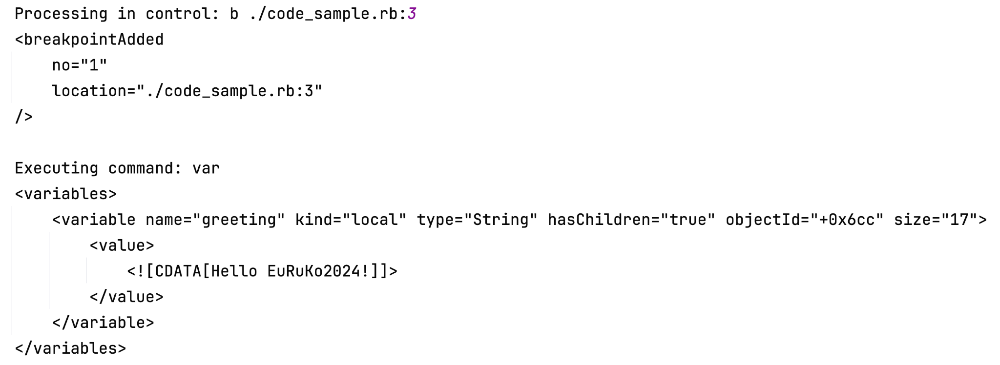 Processing in control: b ./code_sample.rb:3
<breakpointAdded
    no="1"
    location="./code_sample.rb:3"
/>

Executing command: var
<variables>
    <variable name="greeting" kind="local" type="String" hasChildren="true" objectId="+0x6cc" size="17">
        <value>
            <![CDATA[Hello EuRuKo2024!]]>
        </value>
    </variable>
</variables>